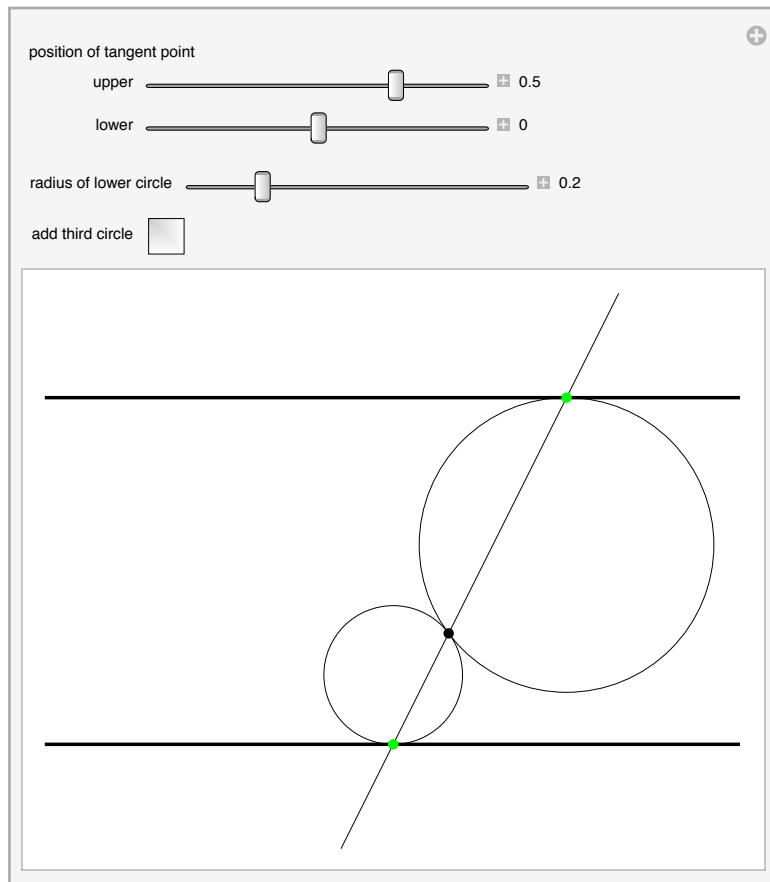 position of tangent point
upper 0.5
lower 0
radius of lower circle 0.2
add third circle